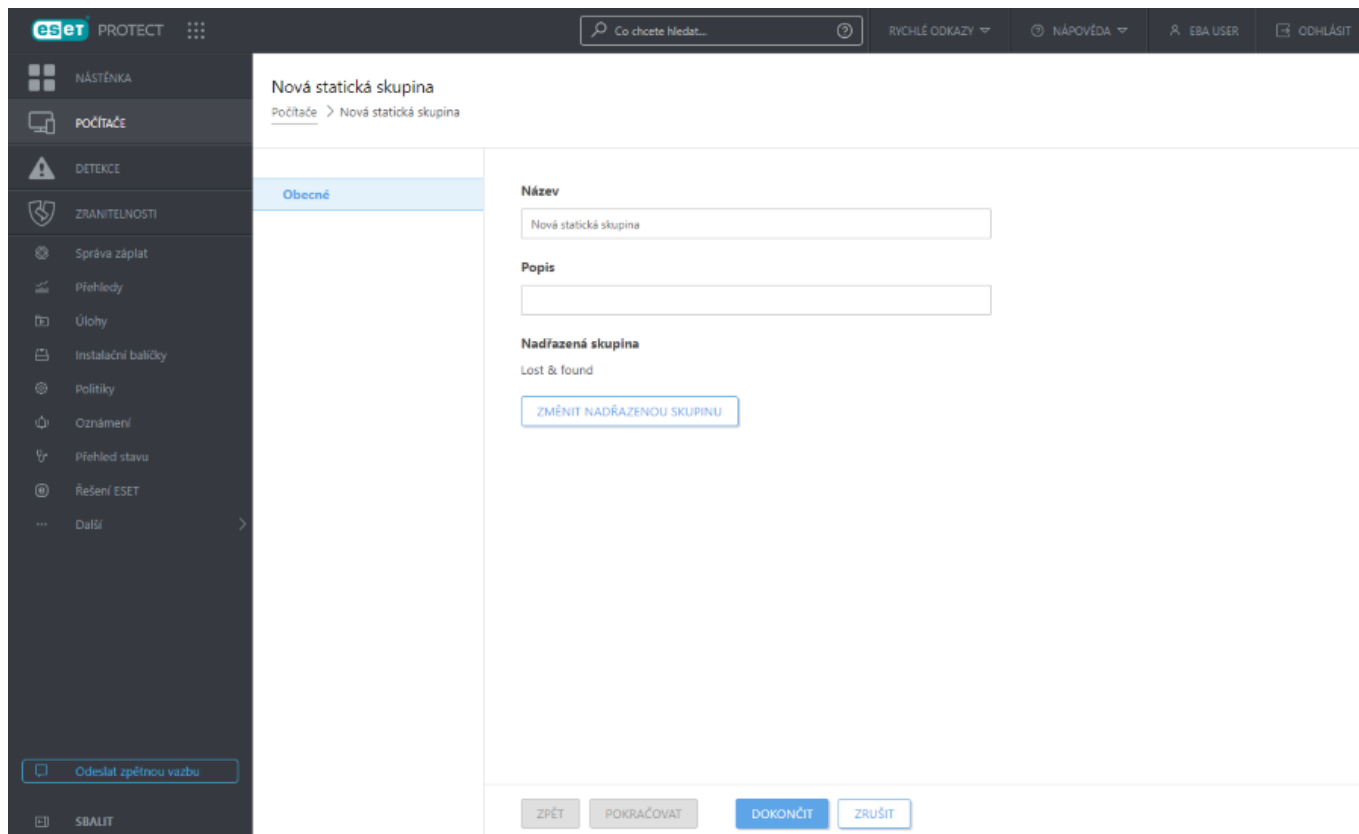 eset PROTECT
Co chcete hledat...
RYCHLÉ ODKAZY
NÁPOVĚDA
EBA USER
ODHLÁSIT
NÁSTĚNKA
POČÍTAČE
DETEKCE
ZRANITELNOSTI
Správa záplat
Přehledy
Úlohy
Instalační balíčky
Politiky
Oznámení
Přehled stavu
Řešení ESET
Další
Odeslat zpětnou vazbu
SBALIT
Nová statická skupina
Počítače > Nová statická skupina
Obecné
Název
Nová statická skupina
Popis
Nadřazená skupina
Lost & found
ZMĚNIT NADŘAZENOU SKUPINU
ZPĚT
POKRAČOVAT
DOKONČIT
ZRUŠIT